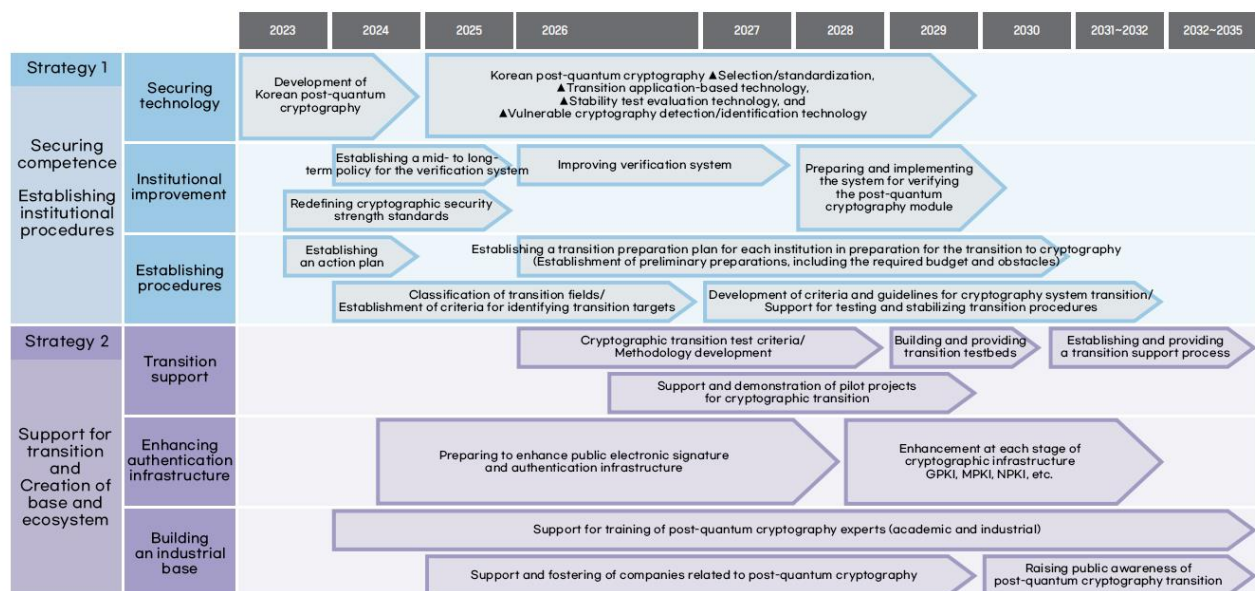 2023 2024 2025 2026 2027 2028 2029 2030 2031~2032 2032~2035
Strategy 1
Securing
competence
Establishing
institutional
procedures
Securing
technology
Development of
Korean post-quantum
cryptography
Korean post-quantum cryptography ▲Selection/standardization,
▲Transition application-based technology,
▲Stability test evaluation technology, and
▲Vulnerable cryptography detection/identification technology
Institutional
improvement
Establishing a mid- to long-
term policy for the verification system
Improving verification system
Preparing and implementing
the system for verifying
the post-quantum
cryptography module
Redefining cryptographic security
strength standards
Establishing
procedures
Establishing
an action plan
Establishing a transition preparation plan for each institution in preparation for the transition to cryptography
(Establishment of preliminary preparations, including the required budget and obstacles)
Classification of transition fields/
Establishment of criteria for identifying transition targets
Development of criteria and guidelines for cryptography system transition/
Support for testing and stabilizing transition procedures
Strategy 2
Support for
transition
and
Creation of
base and
ecosystem
Transition
support
Cryptographic transition test criteria/
Methodology development
Building and providing
transition testbeds
Establishing and providing
a transition support process
Support and demonstration of pilot projects
for cryptographic transition
Enhancing
authentication
infrastructure
Preparing to enhance public electronic signature
and authentication infrastructure
Enhancement at each stage of
cryptographic infrastructure
GPKI, MPKI, NPKI, etc.
Building
an industrial
base
Support for training of post-quantum cryptography experts (academic and industrial)
Support and fostering of companies related to post-quantum cryptography
Raising public awareness of
post-quantum cryptography transition